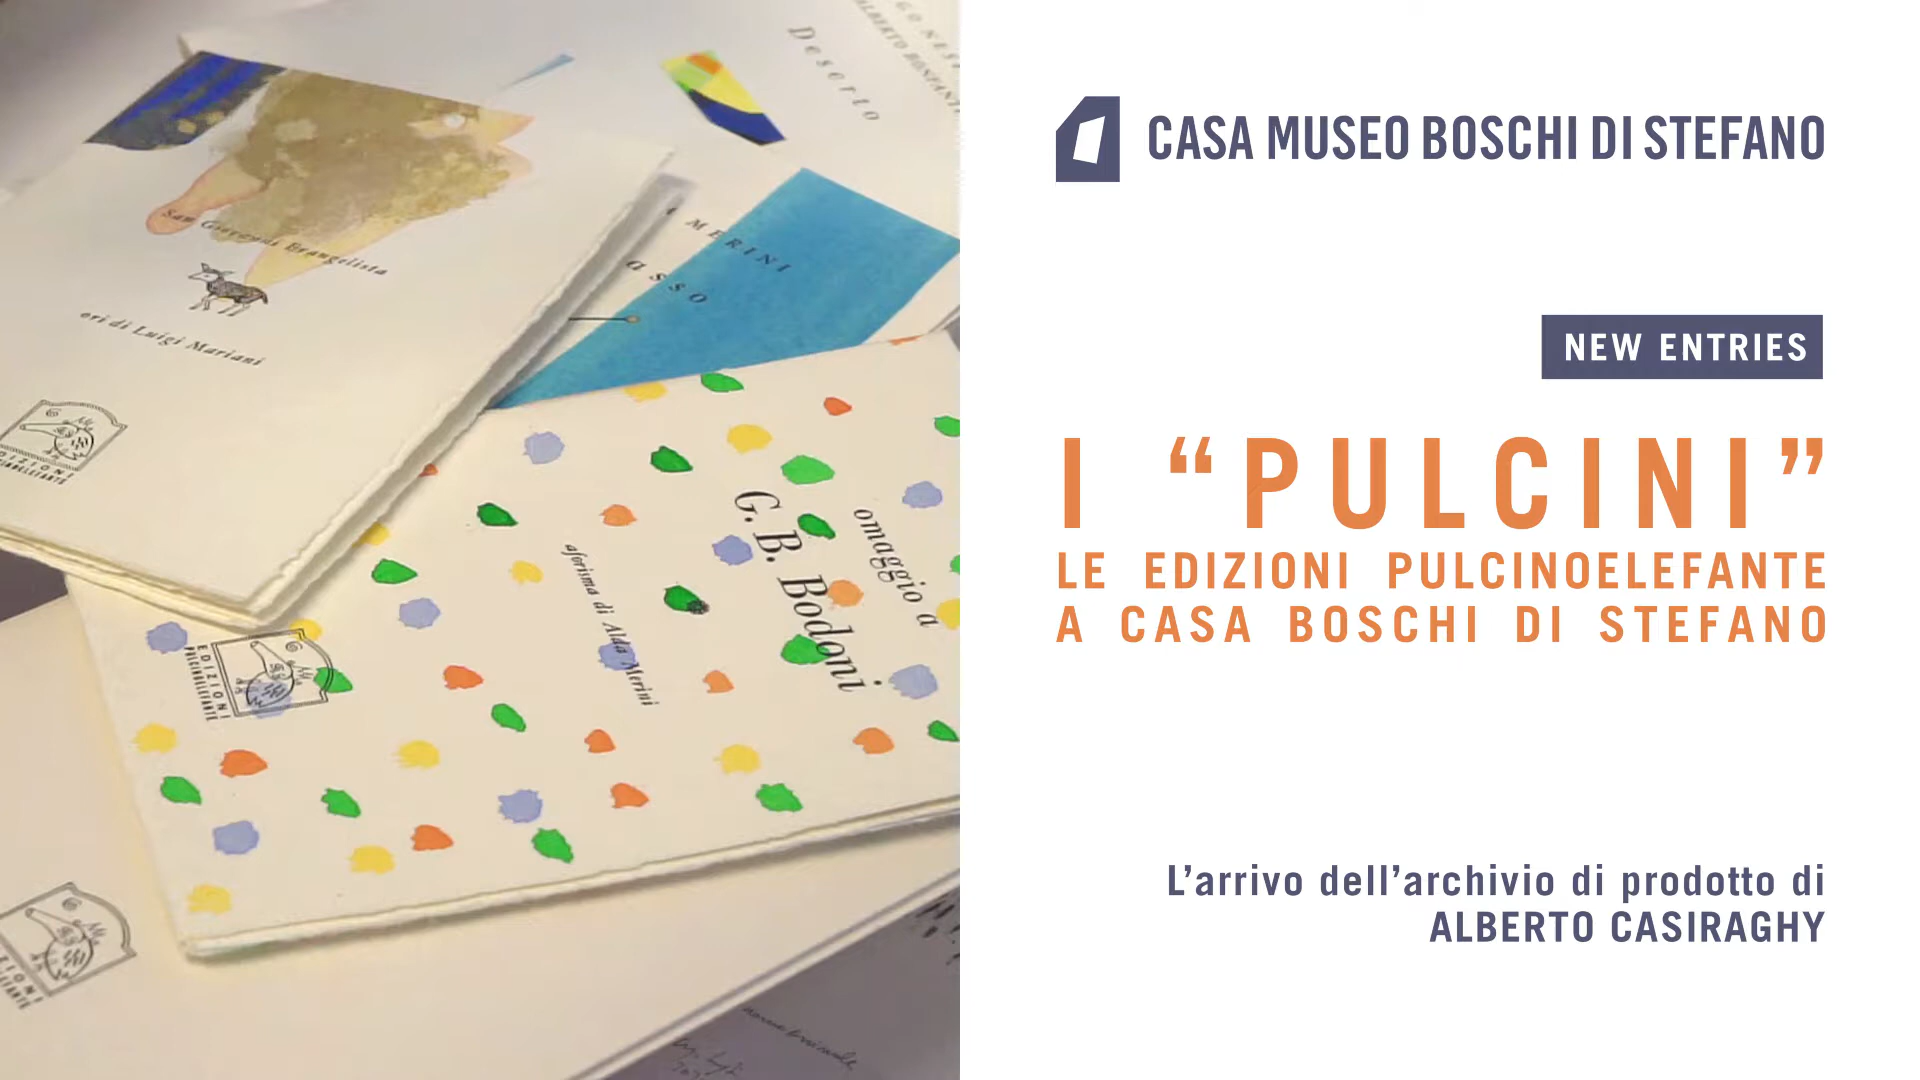 Deserto
San Giovanni Evangelista
ori di Luigi Mariani
EDIZIONI
MERINI
ASSO
omaggio a
G. B. Bodoni
aforisma di Alda Merini
EDIZIONI
PULCINOELEFANTE
CASA MUSEO BOSCHI DI STEFANO
NEW ENTRIES
I “PULCINI”
LE EDIZIONI PULCINOELEFANTE
A CASA BOSCHI DI STEFANO
L’arrivo dell’archivio di prodotto di
ALBERTO CASIRAGHY